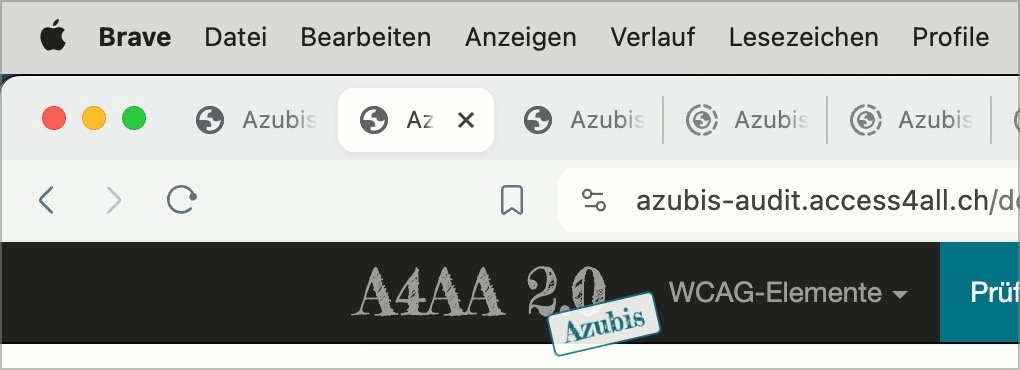 Brave Datei Bearbeiten Anzeigen Verlauf Lesezeichen Profile
Azubis Az Azubis Azubis Azubis
azubis-audit.access4all.ch/de
A4AA 2.0 WCAG-Elemente Prüf
Azubis